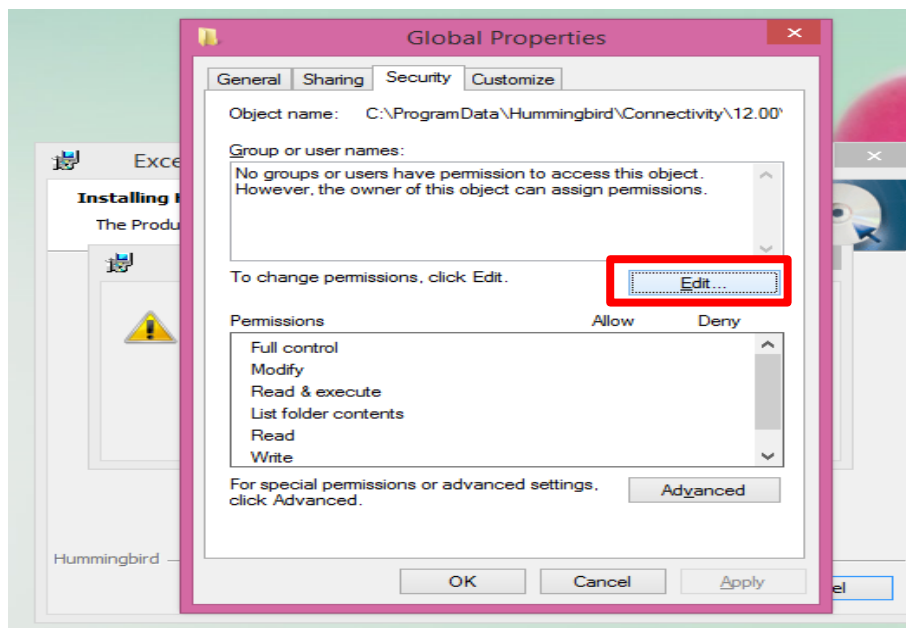 Global Properties
General Sharing Security Customize
Object name: C:\ProgramData\Hummingbird\Connectivity\12.00
Group or user names:
No groups or users have permission to access this object.
However, the owner of this object can assign permissions.
To change permissions, click Edit.
Edit...
Permissions Allow Deny
Full control
Modify
Read & execute
List folder contents
Read
Write
For special permissions or advanced settings,
click Advanced.
Advanced
OK Cancel Apply
Exce
Installing
The Produ
Hummingbird
el